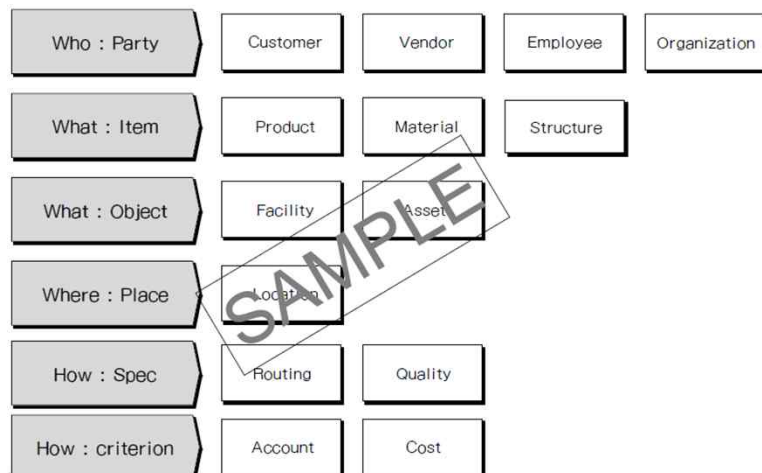 Who : Party Customer Vendor Employee Organization
What : Item Product Material Structure
What : Object Facility Asset
Where : Place Location
How : Spec Routing Quality
How : criterion Account Cost
SAMPLE